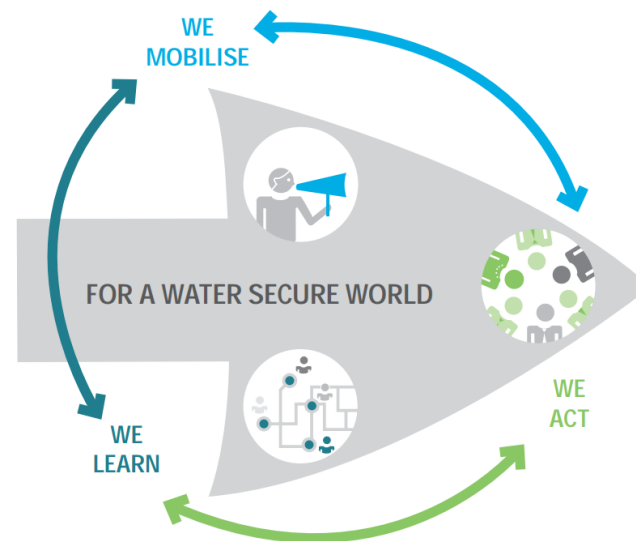 WE
MOBILISE
FOR A WATER SECURE WORLD
WE
ACT
WE
LEARN